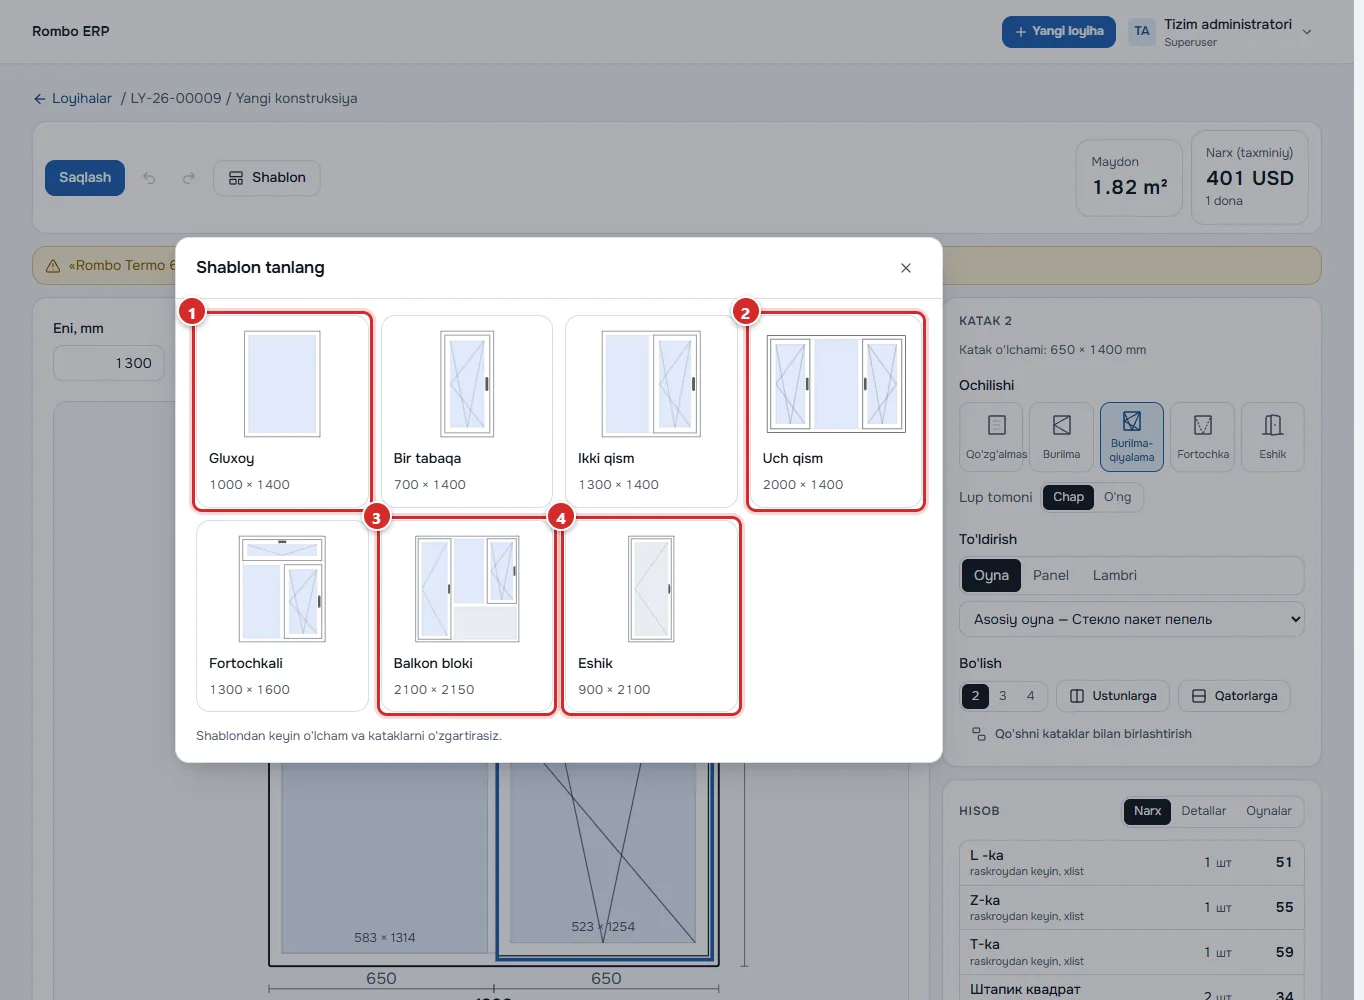 Rombo ERP
+ Yangi loyiha
TA
Tizim administratori
Superuser
← Loyihalar / LY-26-00009 / Yangi konstruksiya
Saqlash
Shablon
Maydon
1.82 m²
Narx (taxminiy)
401 USD
1 dona
«Rombo Termo 6
Shablon tanlang
Eni, mm
1300
1
Gluxoy
1000 × 1400
Bir tabaqa
700 × 1400
Ikki qism
1300 × 1400
2
Uch qism
2000 × 1400
Fortochkali
1300 × 1600
3
Balkon bloki
2100 × 2150
4
Eshik
900 × 2100
Shablondan keyin o'lcham va kataklarni o'zgartirasiz.
583 × 1314
523 × 1254
650
650
KATAK 2
Katak o'lchami: 650 × 1400 mm
Ochilishi
Qo'zg'almas
Burilma
Burilma-
qiyalama
Fortochka
Eshik
Lup tomoni
Chap
O'ng
To'ldirish
Oyna
Panel
Lambri
Asosiy oyna — Стекло пакет пепель
Bo'lish
2
3
4
Ustunlarga
Qatorlarga
Qo'shni kataklar bilan birlashtirish
HISOB
Narx
Detallar
Oynalar
L -ka
raskroydan keyin, xlist
1 шт
51
Z-ka
raskroydan keyin, xlist
1 шт
55
T-ka
raskroydan keyin, xlist
1 шт
59
Штапик квадрат
2 шт
34